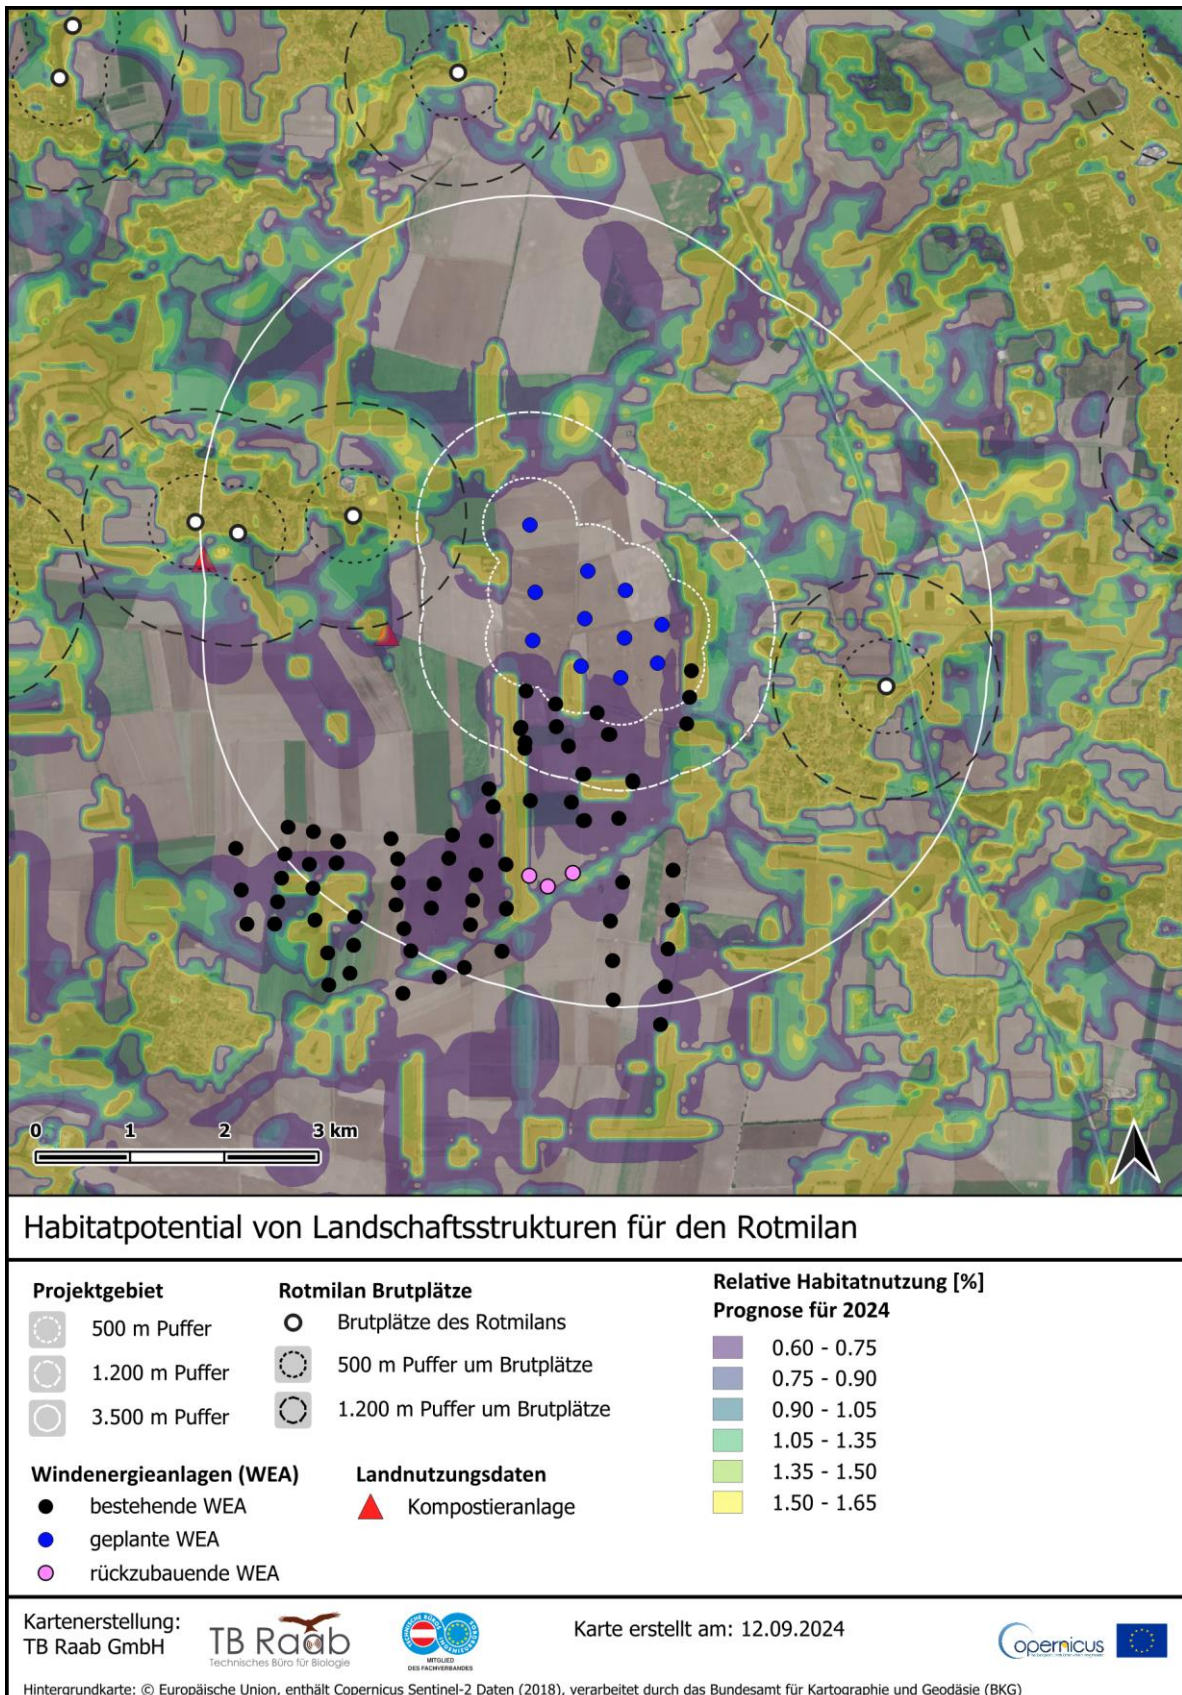 0 1 2 3 km
Habitatpotential von Landschaftsstrukturen für den Rotmilan
Projektgebiet
500 m Puffer
1.200 m Puffer
3.500 m Puffer
Rotmilan Brutplätze
Brutplätze des Rotmilans
500 m Puffer um Brutplätze
1.200 m Puffer um Brutplätze
Relative Habitatnutzung [%]
Prognose für 2024
0.60 - 0.75
0.75 - 0.90
0.90 - 1.05
1.05 - 1.35
1.35 - 1.50
1.50 - 1.65
Windenergieanlagen (WEA)
bestehende WEA
geplante WEA
rückzubauende WEA
Landnutzungsdaten
Kompostieranlage
Kartenerstellung:
TB Raab GmbH
TB Raab
Technisches Büro für Biologie
MITGLIED
DES FACHVERBANDES
Karte erstellt am: 12.09.2024
opernicus
Hintergrundkarte: © Europäische Union, enthält Copernicus Sentinel-2 Daten (2018), verarbeitet durch das Bundesamt für Kartographie und Geodäsie (BKG)